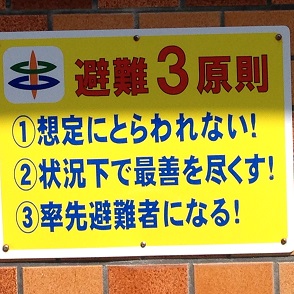 避難3原則
①想定にとらわれない!
②状況下で最善を尽くす!
③率先避難者になる!